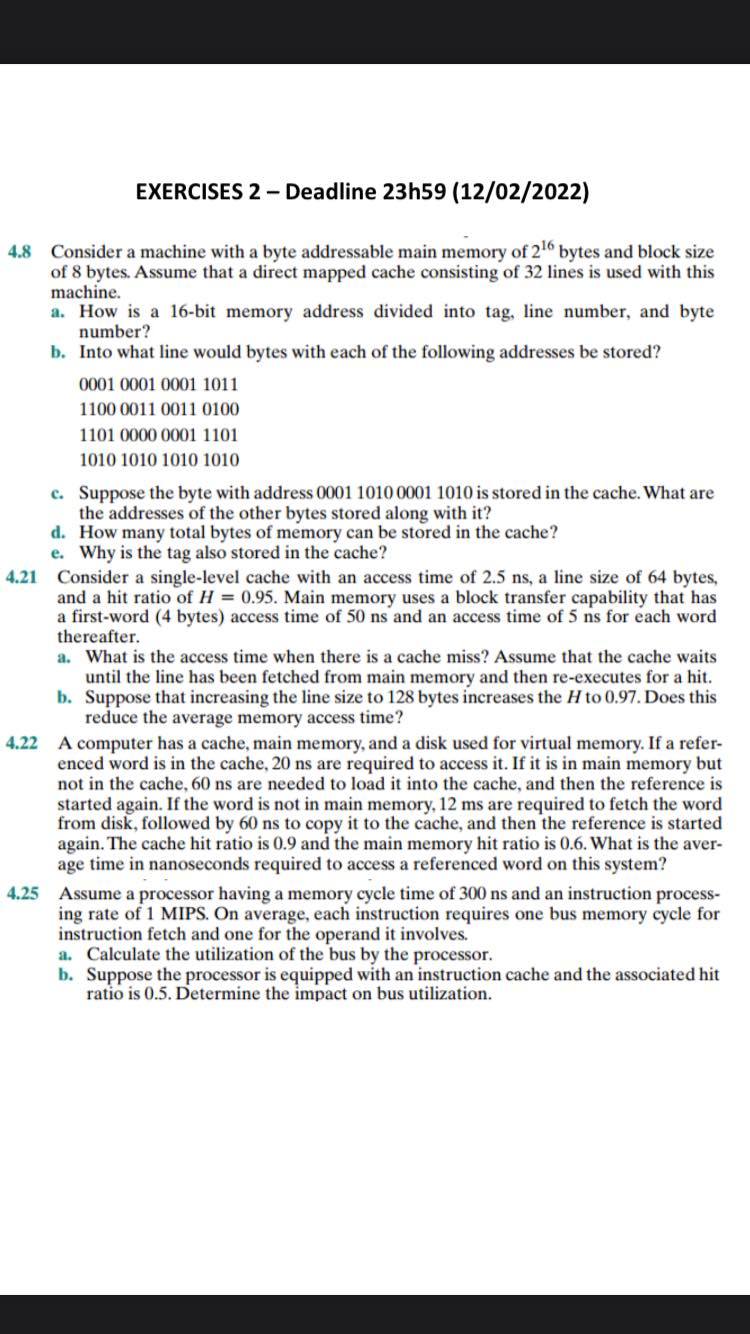 EXERCISES 2 – Deadline 23h59 (12/02/2022)
4.8 Consider a machine with a byte addressable main memory of 2¹⁶ bytes and block size
of 8 bytes. Assume that a direct mapped cache consisting of 32 lines is used with this
machine.
a. How is a 16-bit memory address divided into tag, line number, and byte
number?
b. Into what line would bytes with each of the following addresses be stored?
0001 0001 0001 1011
1100 0011 0011 0100
1101 0000 0001 1101
1010 1010 1010 1010
c. Suppose the byte with address 0001 1010 0001 1010 is stored in the cache. What are
the addresses of the other bytes stored along with it?
d. How many total bytes of memory can be stored in the cache?
e. Why is the tag also stored in the cache?
4.21 Consider a single-level cache with an access time of 2.5 ns, a line size of 64 bytes,
and a hit ratio of H = 0.95. Main memory uses a block transfer capability that has
a first-word (4 bytes) access time of 50 ns and an access time of 5 ns for each word
thereafter.
a. What is the access time when there is a cache miss? Assume that the cache waits
until the line has been fetched from main memory and then re-executes for a hit.
b. Suppose that increasing the line size to 128 bytes increases the H to 0.97. Does this
reduce the average memory access time?
4.22 A computer has a cache, main memory, and a disk used for virtual memory. If a refer-
enced word is in the cache, 20 ns are required to access it. If it is in main memory but
not in the cache, 60 ns are needed to load it into the cache, and then the reference is
started again. If the word is not in main memory, 12 ms are required to fetch the word
from disk, followed by 60 ns to copy it to the cache, and then the reference is started
again. The cache hit ratio is 0.9 and the main memory hit ratio is 0.6. What is the aver-
age time in nanoseconds required to access a referenced word on this system?
4.25 Assume a processor having a memory cycle time of 300 ns and an instruction process-
ing rate of 1 MIPS. On average, each instruction requires one bus memory cycle for
instruction fetch and one for the operand it involves.
a. Calculate the utilization of the bus by the processor.
b. Suppose the processor is equipped with an instruction cache and the associated hit
ratio is 0.5. Determine the impact on bus utilization.